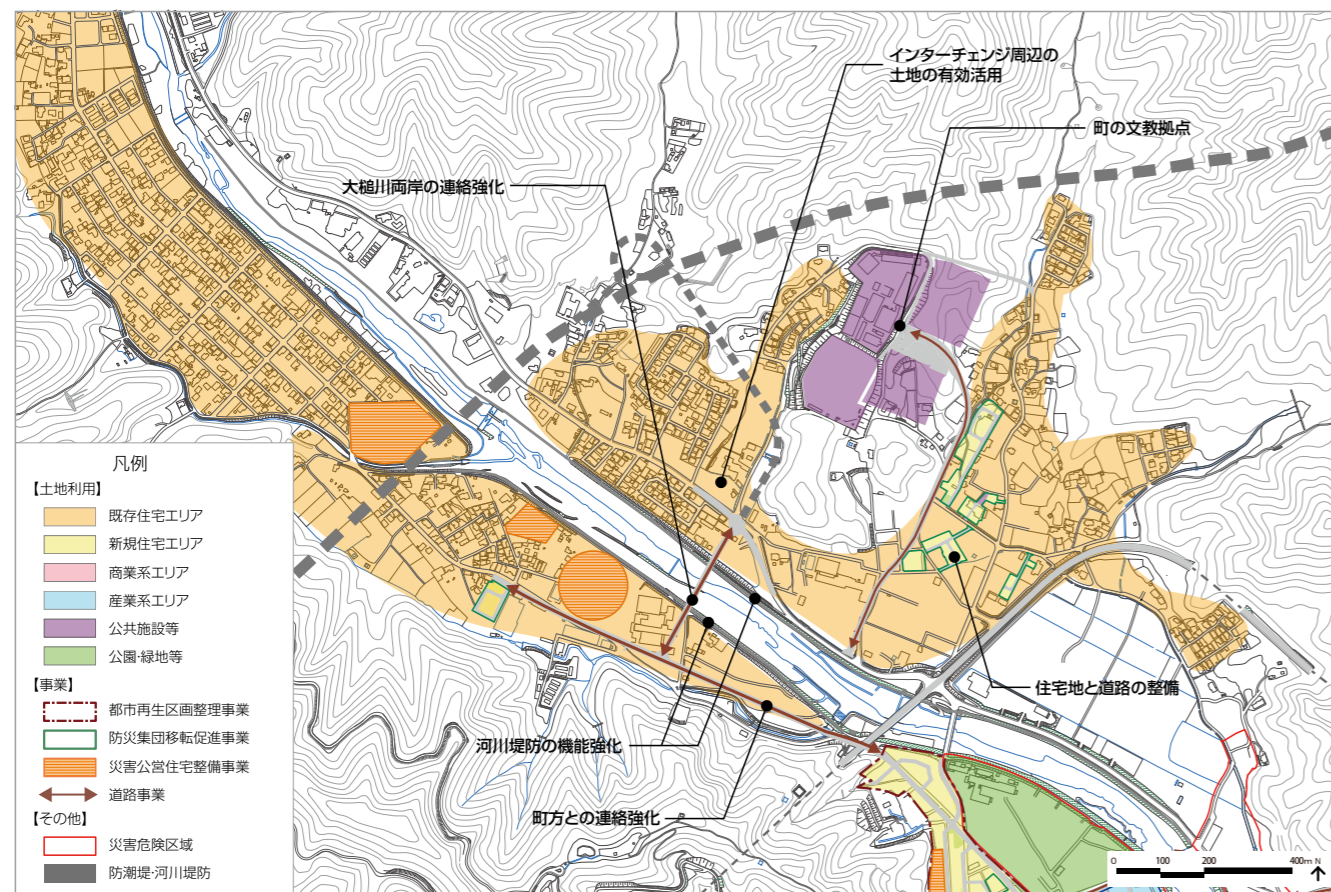 インターチェンジ周辺の
土地の有効活用
町の文教拠点
大槌川両岸の連絡強化
住宅地と道路の整備
河川堤防の機能強化
町方との連絡強化
凡例
【土地利用】
既存住宅エリア
新規住宅エリア
商業系エリア
産業系エリア
公共施設等
公園・緑地等
【事業】
都市再生区画整理事業
防災集団移転促進事業
災害公営住宅整備事業
道路事業
【その他】
災害危険区域
防潮堤・河川堤防
0 100 200 400m N